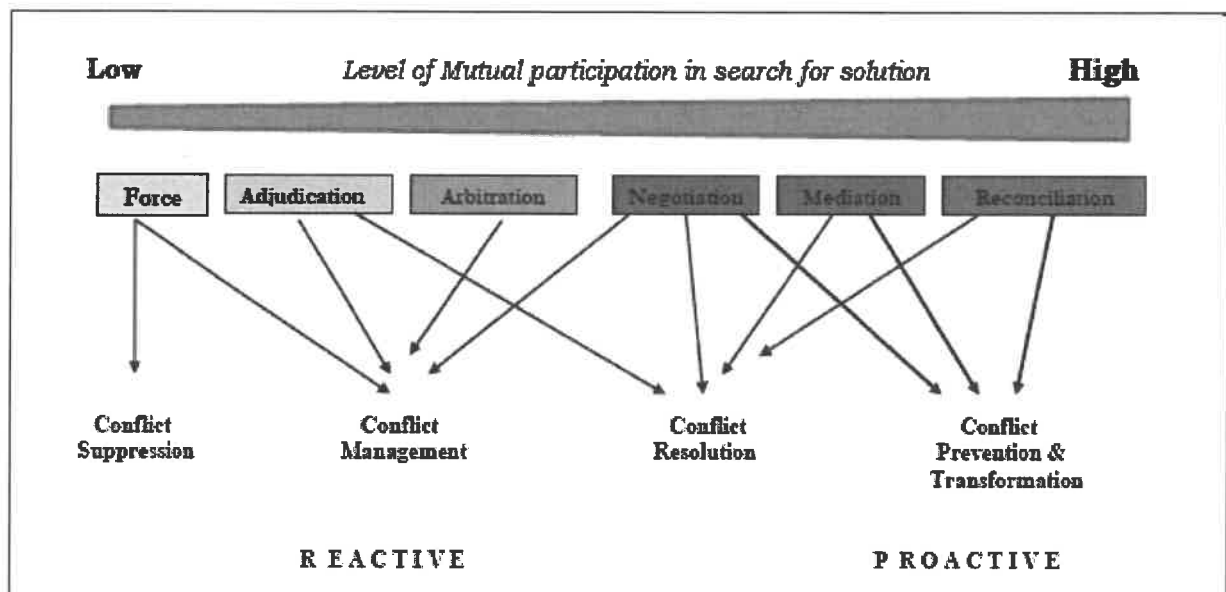 Low Level of Mutual participation in search for solution High
Force Adjudication Arbitration Negotiation Mediation Reconciliation
Conflict Suppression
Conflict Management
Conflict Resolution
Conflict Prevention & Transformation
REACTIVE PROACTIVE